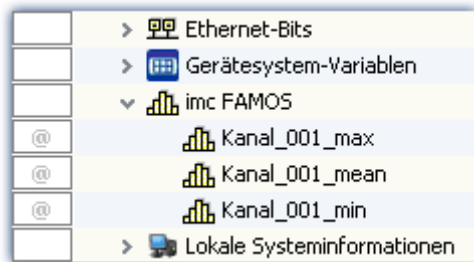 Ethernet-Bits
Gerätesystem-Variablen
imc FAMOS
@ Kanal_001_max
@ Kanal_001_mean
@ Kanal_001_min
Lokale Systeminformationen